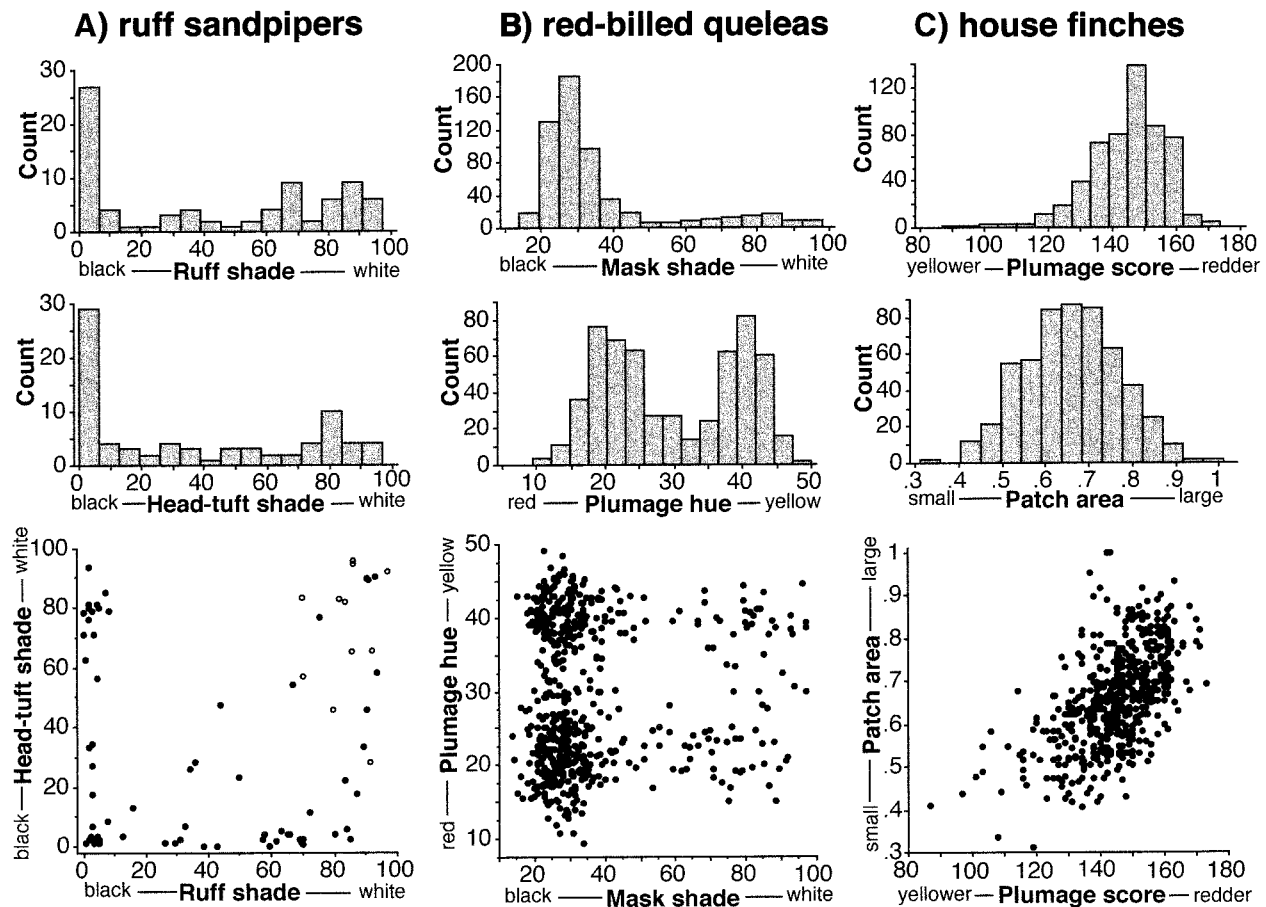 A) ruff sandpipers
30
20
10
0
Count
0 20 40 60 80 100
black — Ruff shade — white
30
20
10
0
Count
0 20 40 60 80 100
black — Head-tuft shade — white
100
80
60
40
20
0
black — Head-tuft shade — white
0 20 40 60 80 100
black — Ruff shade — white
B) red-billed queleas
200
160
120
80
40
0
Count
20 40 60 80 100
black — Mask shade — white
80
60
40
20
0
Count
10 20 30 40 50
red — Plumage hue — yellow
50
40
30
20
10
red — Plumage hue — yellow
20 40 60 80 100
black — Mask shade — white
C) house finches
120
80
40
0
Count
80 100 120 140 160 180
yellower — Plumage score — redder
80
60
40
20
0
Count
.3 .4 .5 .6 .7 .8 .9 1
small — Patch area — large
1
.9
.8
.7
.6
.5
.4
.3
small — Patch area — large
80 100 120 140 160 180
yellower — Plumage score — redder